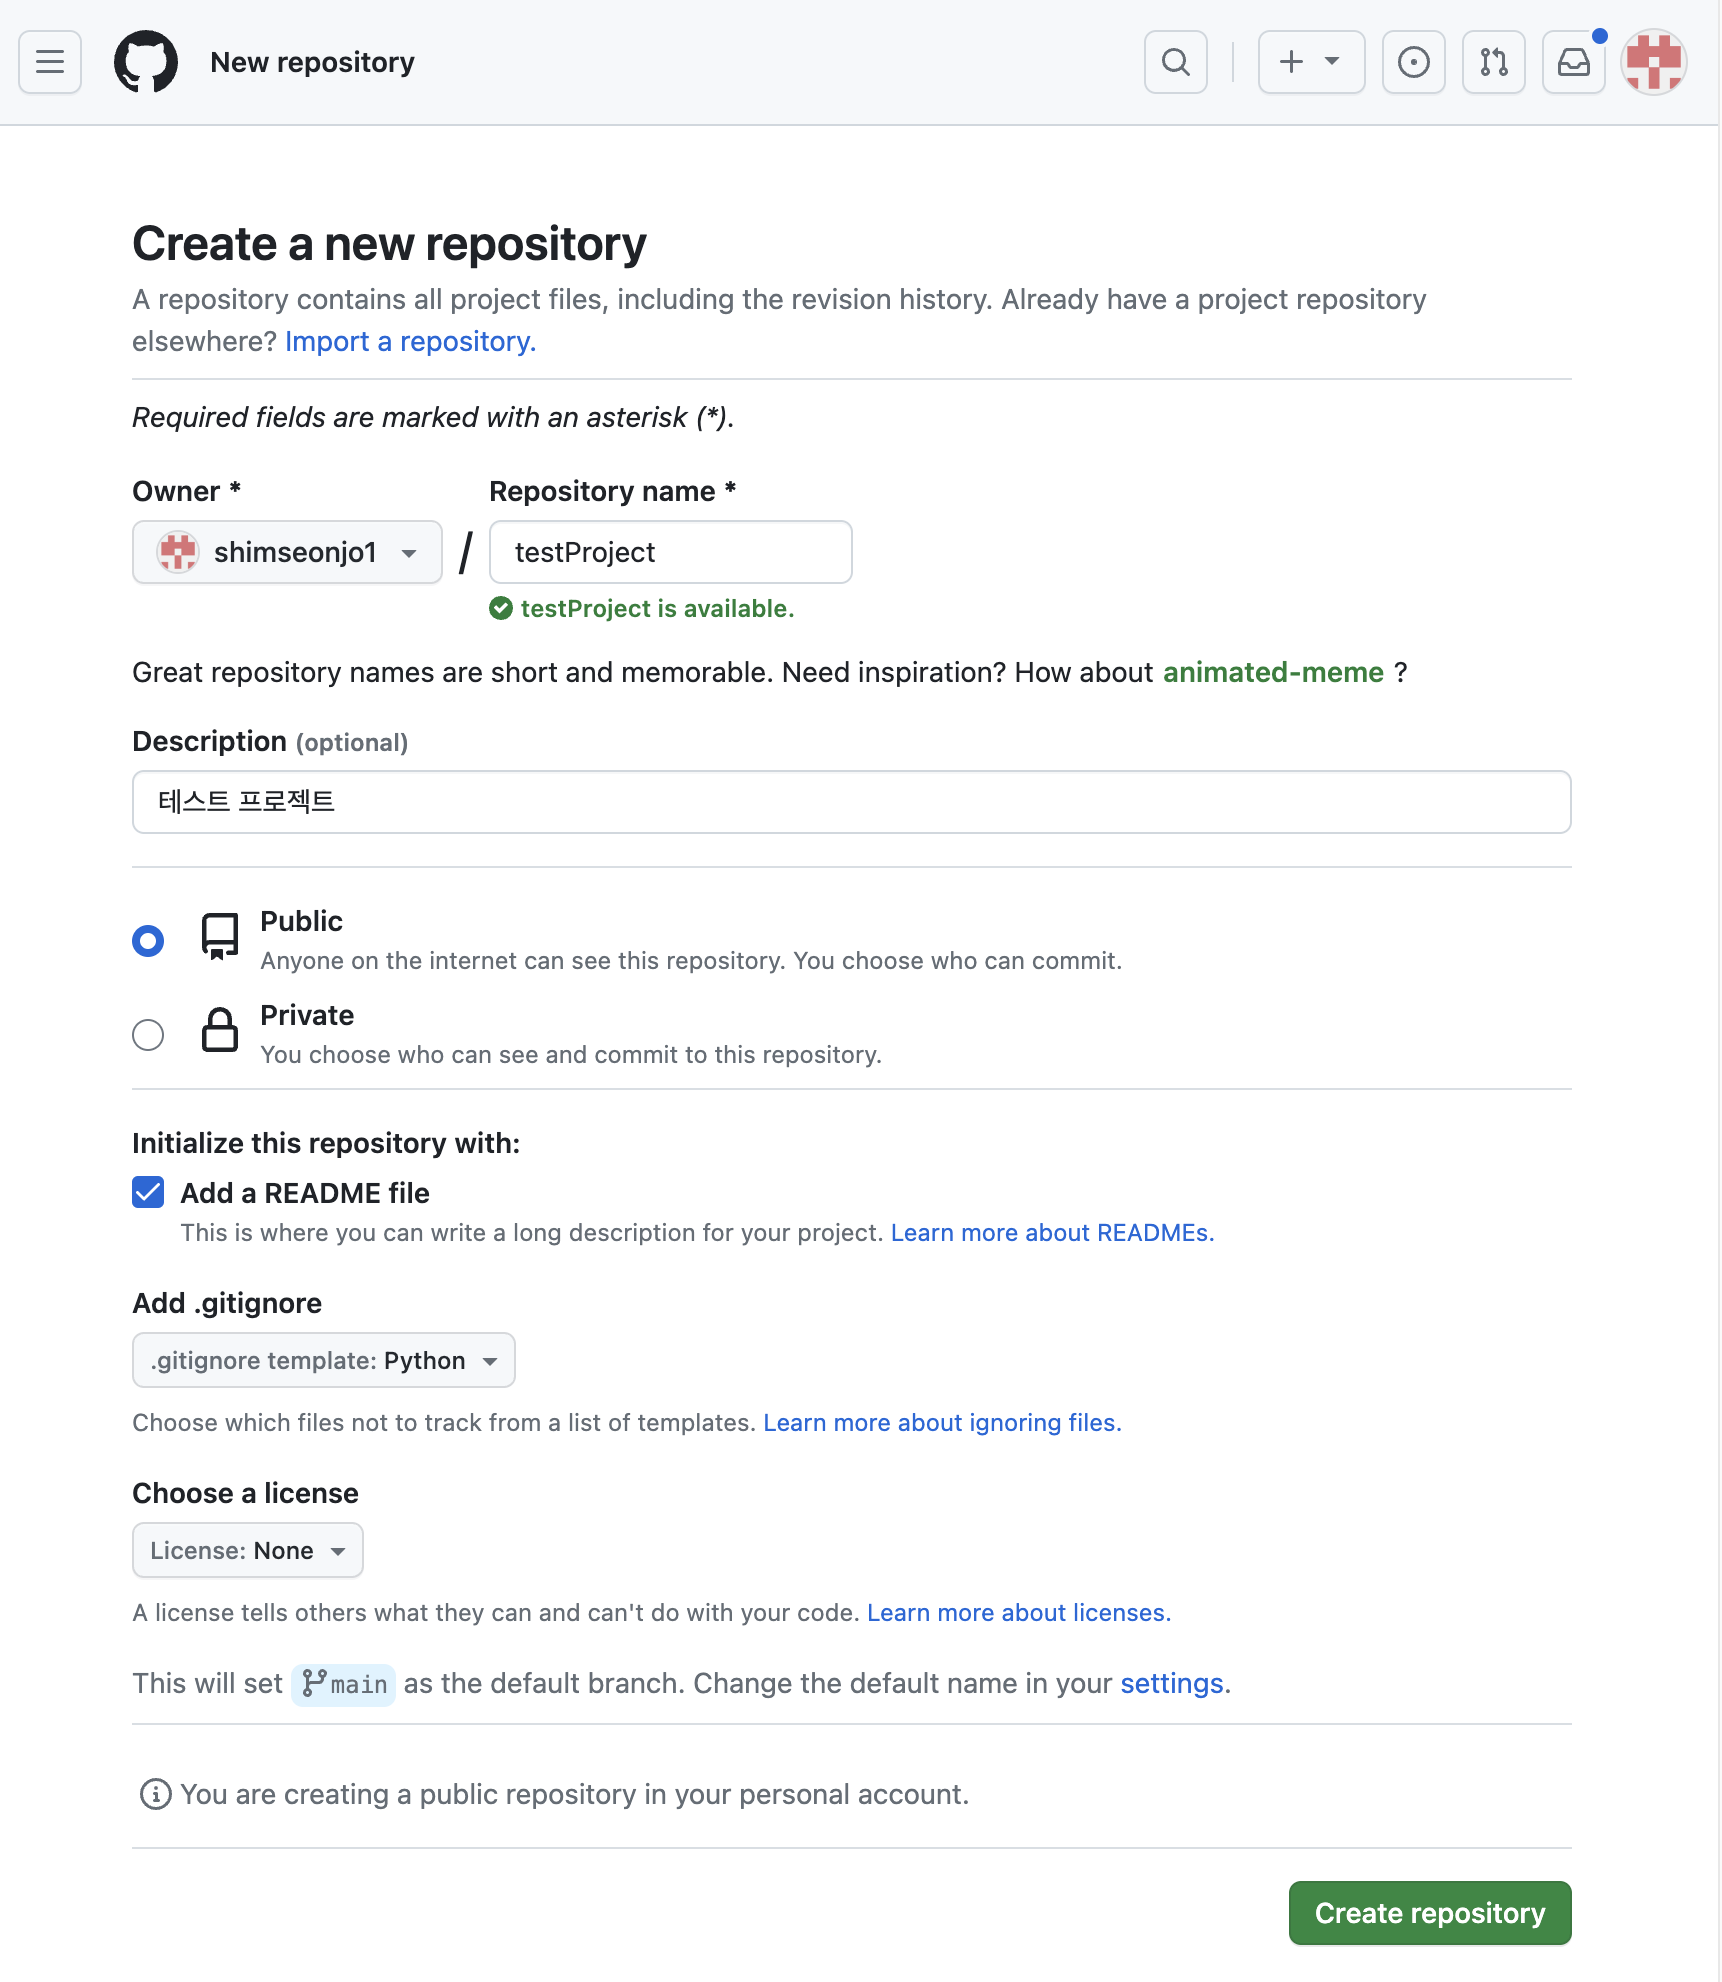 New repository
Create a new repository
A repository contains all project files, including the revision history. Already have a project repository
elsewhere? Import a repository.
Required fields are marked with an asterisk (*).
Owner * Repository name *
shimseonjo1 / testProject
testProject is available.
Great repository names are short and memorable. Need inspiration? How about animated-meme ?
Description (optional)
테스트 프로젝트
Public
Anyone on the internet can see this repository. You choose who can commit.
Private
You choose who can see and commit to this repository.
Initialize this repository with:
Add a README file
This is where you can write a long description for your project. Learn more about READMEs.
Add .gitignore
.gitignore template: Python
Choose which files not to track from a list of templates. Learn more about ignoring files.
Choose a license
License: None
A license tells others what they can and can't do with your code. Learn more about licenses.
This will set main as the default branch. Change the default name in your settings.
You are creating a public repository in your personal account.
Create repository